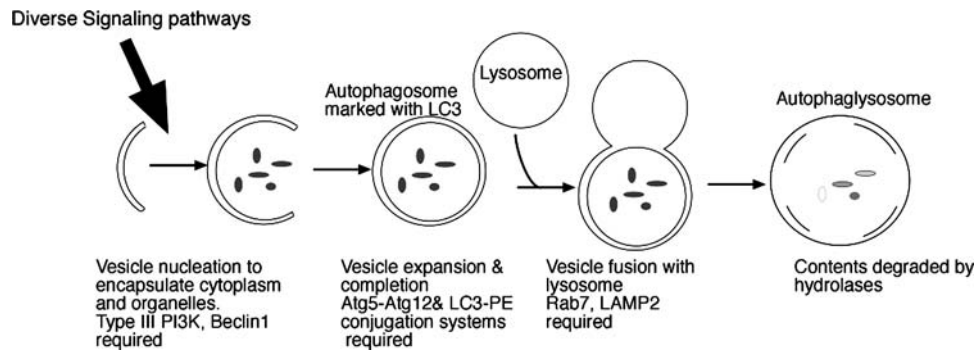 Diverse Signaling pathways
Lysosome
Autophagosome
marked with LC3
Autophaglysosome
Vesicle nucleation to
encapsulate cytoplasm
and organelles.
Type III PI3K, Beclin1
required
Vesicle expansion &
completion
Atg5-Atg12& LC3-PE
conjugation systems
required
Vesicle fusion with
lysosome
Rab7, LAMP2
required
Contents degraded by
hydrolases